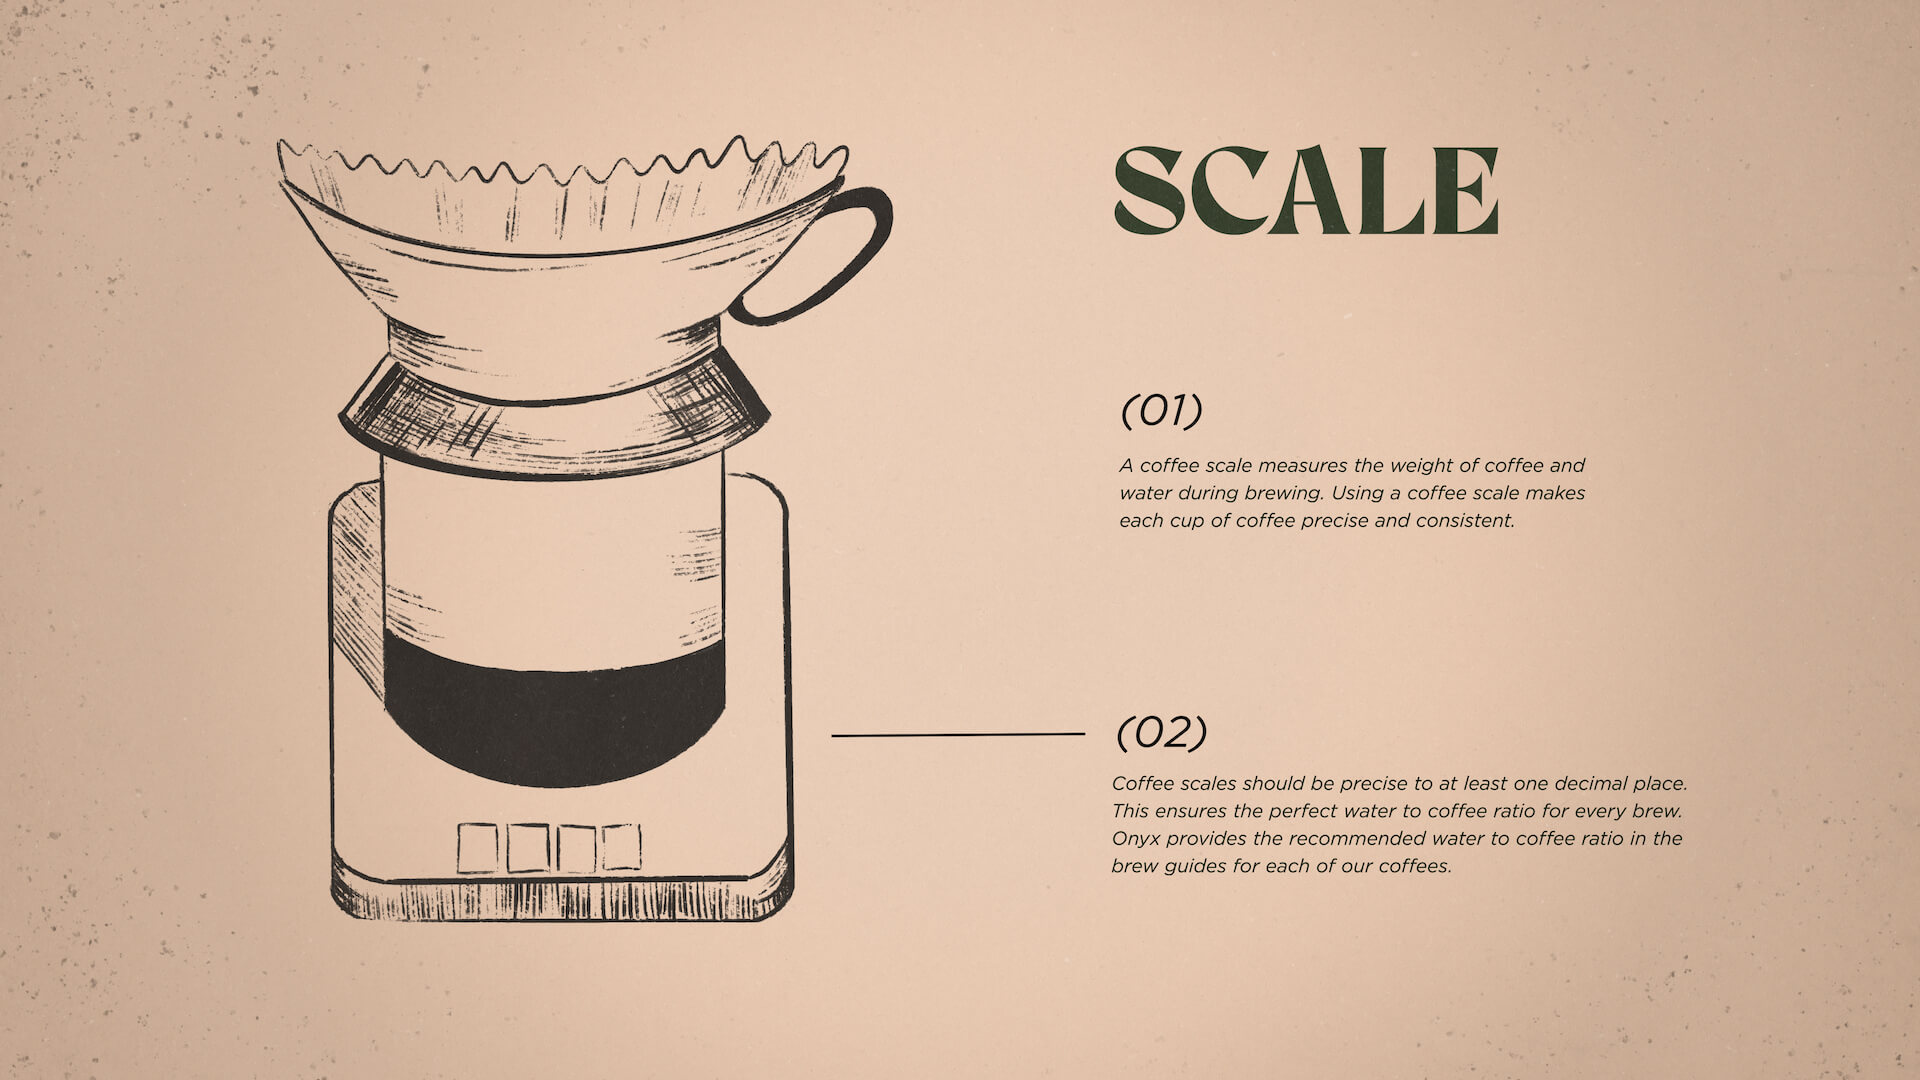 SCALE
(01)
A coffee scale measures the weight of coffee and
water during brewing. Using a coffee scale makes
each cup of coffee precise and consistent.
(02)
Coffee scales should be precise to at least one decimal place.
This ensures the perfect water to coffee ratio for every brew.
Onyx provides the recommended water to coffee ratio in the
brew guides for each of our coffees.